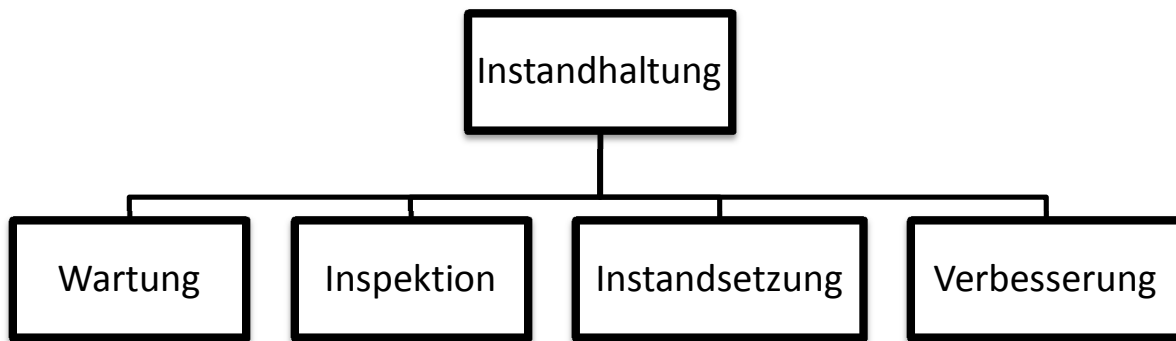 Instandhaltung
Wartung
Inspektion
Instandsetzung
Verbesserung